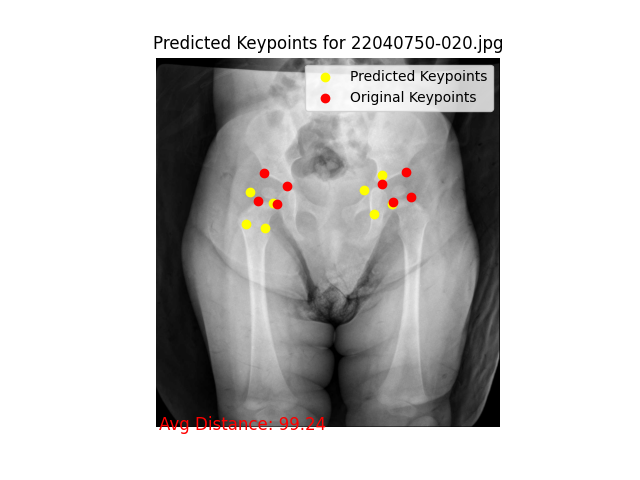 Predicted Keypoints for 22040750-020.jpg
Predicted Keypoints
Original Keypoints
Avg Distance: 99.24